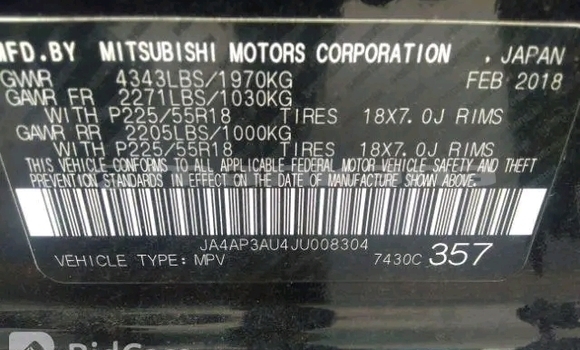 MFD.BY MITSUBISHI MOTORS CORPORATION , JAPAN
GWWR 4343LBS/1970KG FEB 2018
GAWR FR 2271LBS/1030KG
WITH P225/55R18 TIRES 18X7.0J RIMS
GAWR RR 2205LBS/1000KG
WITH P225/55R18 TIRES 18X7.0J RIMS
THIS VEHICLE CONFORMS TO ALL APPLICABLE FEDERAL MOTOR VEHICLE SAFETY AND THEFT
PREVENTION STANDARDS IN EFFECT ON THE DATE OF MANUFACTURE SHOWN ABOVE.
JA4AP3AU4JU008304
VEHICLE TYPE: MPV 7430C 357